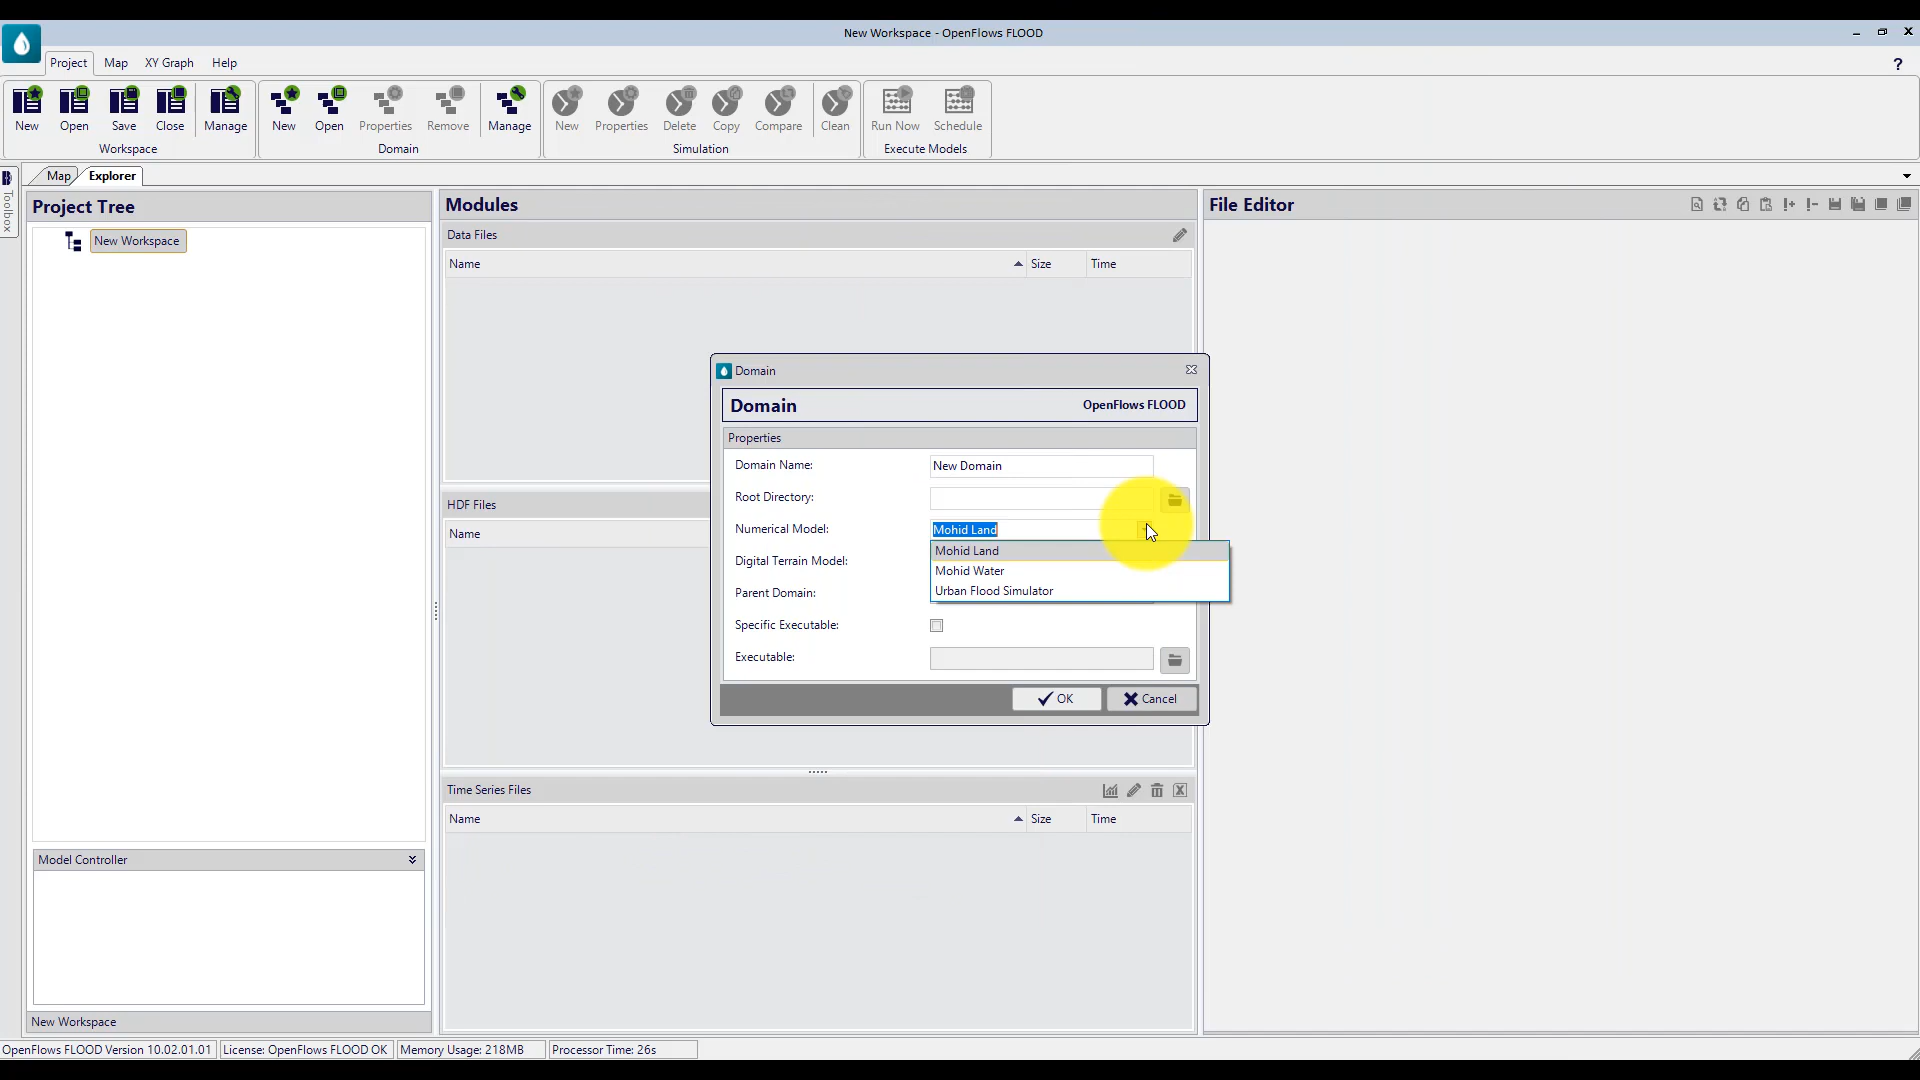 New Workspace - OpenFlows FLOOD
Project Map XY Graph Help
?
New Open Save Close Manage New Open Properties Remove Manage New Properties Delete Copy Compare Clean Run Now Schedule
Workspace Domain Simulation Execute Models
Toolbox
Map Explorer
Project Tree
New Workspace
Modules
File Editor
Data Files
Name Size Time
Domain
Domain OpenFlows FLOOD
Properties
Domain Name: New Domain
Root Directory:
Numerical Model: Mohid Land
Mohid Land
Mohid Water
Urban Flood Simulator
Digital Terrain Model:
Parent Domain:
Specific Executable:
Executable:
OK Cancel
HDF Files
Name
Time Series Files
Name Size Time
Model Controller
New Workspace
OpenFlows FLOOD Version 10.02.01.01 License: OpenFlows FLOOD OK Memory Usage: 218MB Processor Time: 26s